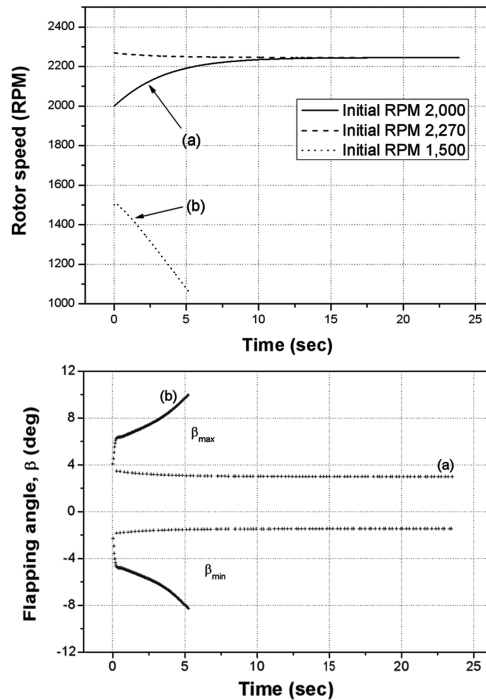 2400
2200
2000
1800
1600
1400
1200
1000
Rotor speed (RPM)
(a)
(b)
Initial RPM 2,000
Initial RPM 2,270
Initial RPM 1,500
0 5 10 15 20 25
Time (sec)
12
8
4
0
-4
-8
-12
Flapping angle, β (deg)
(b)
βmax
(a)
βmin
0 5 10 15 20 25
Time (sec)